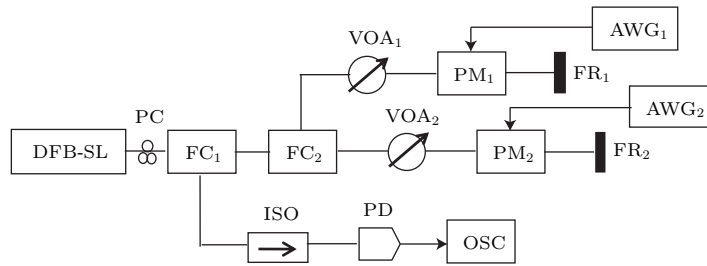 AWG₁
VOA₁
PM₁
FR₁
PC
VOA₂
AWG₂
DFB-SL
FC₁
FC₂
PM₂
FR₂
ISO
PD
OSC